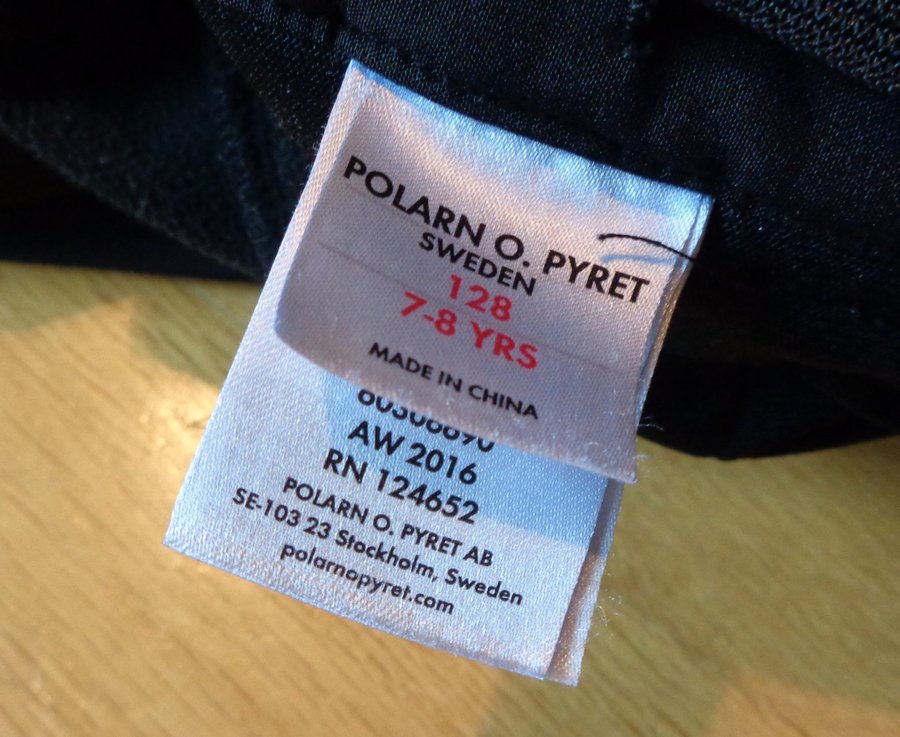 POLARN O. PYRET
SWEDEN
128
7-8 YRS
MADE IN CHINA
AW 2016
RN 124652
POLARN O. PYRET AB
SE-103 23 Stockholm, Sweden
polarnopyret.com